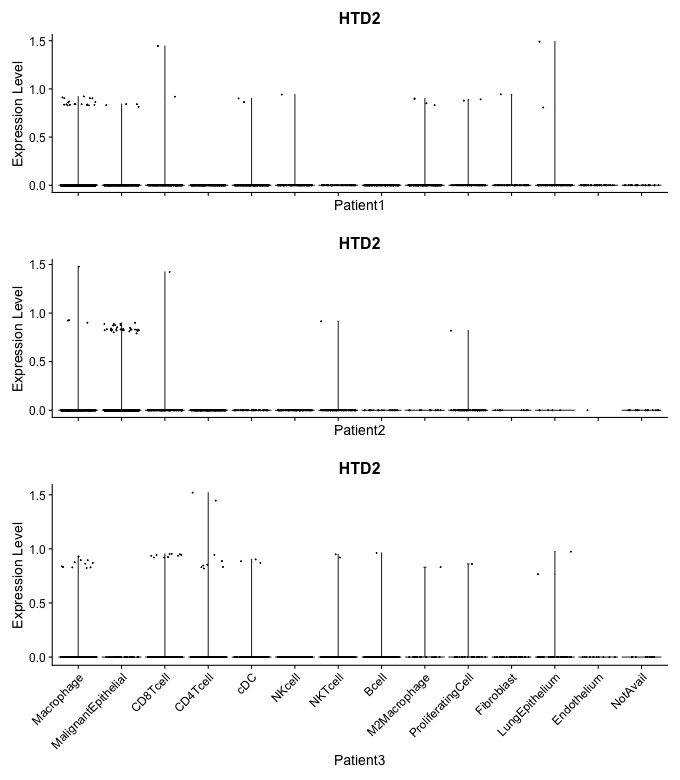 HTD2
Expression Level
1.5
1.0
0.5
0.0
Patient1
HTD2
Expression Level
1.5
1.0
0.5
0.0
Patient2
HTD2
Expression Level
1.5
1.0
0.5
0.0
Macrophage
MalignantEpithelial
CD8Tcell
CD4Tcell
cDC
NKcell
NKTcell
Bcell
M2Macrophage
ProliferatingCell
Fibroblast
LungEpithelium
Endothelium
NotAvail
Patient3